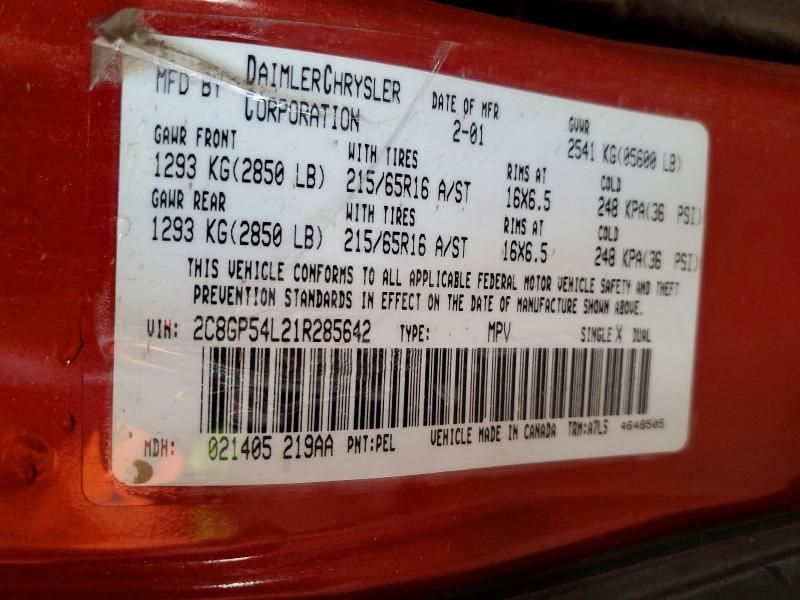 MFD BY DAIMLERCHRYSLER CORPORATION
DATE OF MFR 2-01
GVWR 2541 KG(05600 LB)
GAWR FRONT WITH TIRES RIMS AT COLD
1293 KG(2850 LB) 215/65R16 A/ST 16X6.5 248 KPA(36 PSI)
GAWR REAR WITH TIRES RIMS AT COLD
1293 KG(2850 LB) 215/65R16 A/ST 16X6.5 248 KPA(36 PSI)
THIS VEHICLE CONFORMS TO ALL APPLICABLE FEDERAL MOTOR VEHICLE SAFETY AND THEFT
PREVENTION STANDARDS IN EFFECT ON THE DATE OF MANUFACTURE SHOWN ABOVE.
VIN: 2C8GP54L21R285642 TYPE: MPV SINGLE X DUAL
MDH: 021405 219AA PNT:PEL VEHICLE MADE IN CANADA TRM:A7L5 4648505